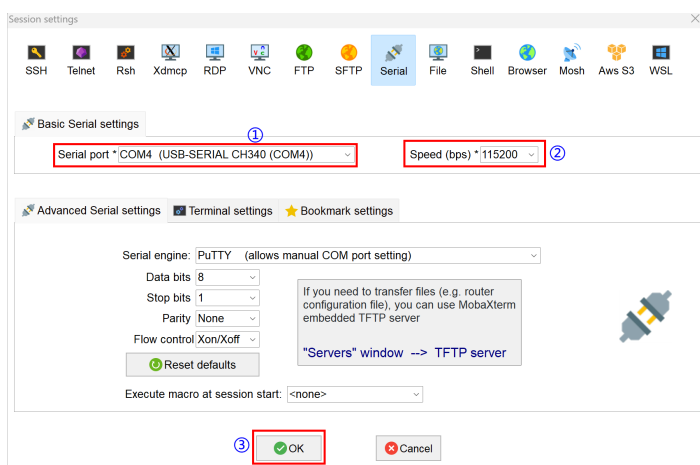 Session settings
SSH Telnet Rsh Xdmcp RDP VNC FTP SFTP Serial File Shell Browser Mosh Aws S3 WSL
Basic Serial settings
①
Serial port * COM4 (USB-SERIAL CH340 (COM4)) Speed (bps) * 115200 ②
Advanced Serial settings Terminal settings Bookmark settings
Serial engine: PuTTY (allows manual COM port setting)
Data bits 8
Stop bits 1
Parity None
Flow control Xon/Xoff
If you need to transfer files (e.g. router
configuration file), you can use MobaXterm
embedded TFTP server
"Servers" window --> TFTP server
Reset defaults
Execute macro at session start: <none>
③ OK Cancel